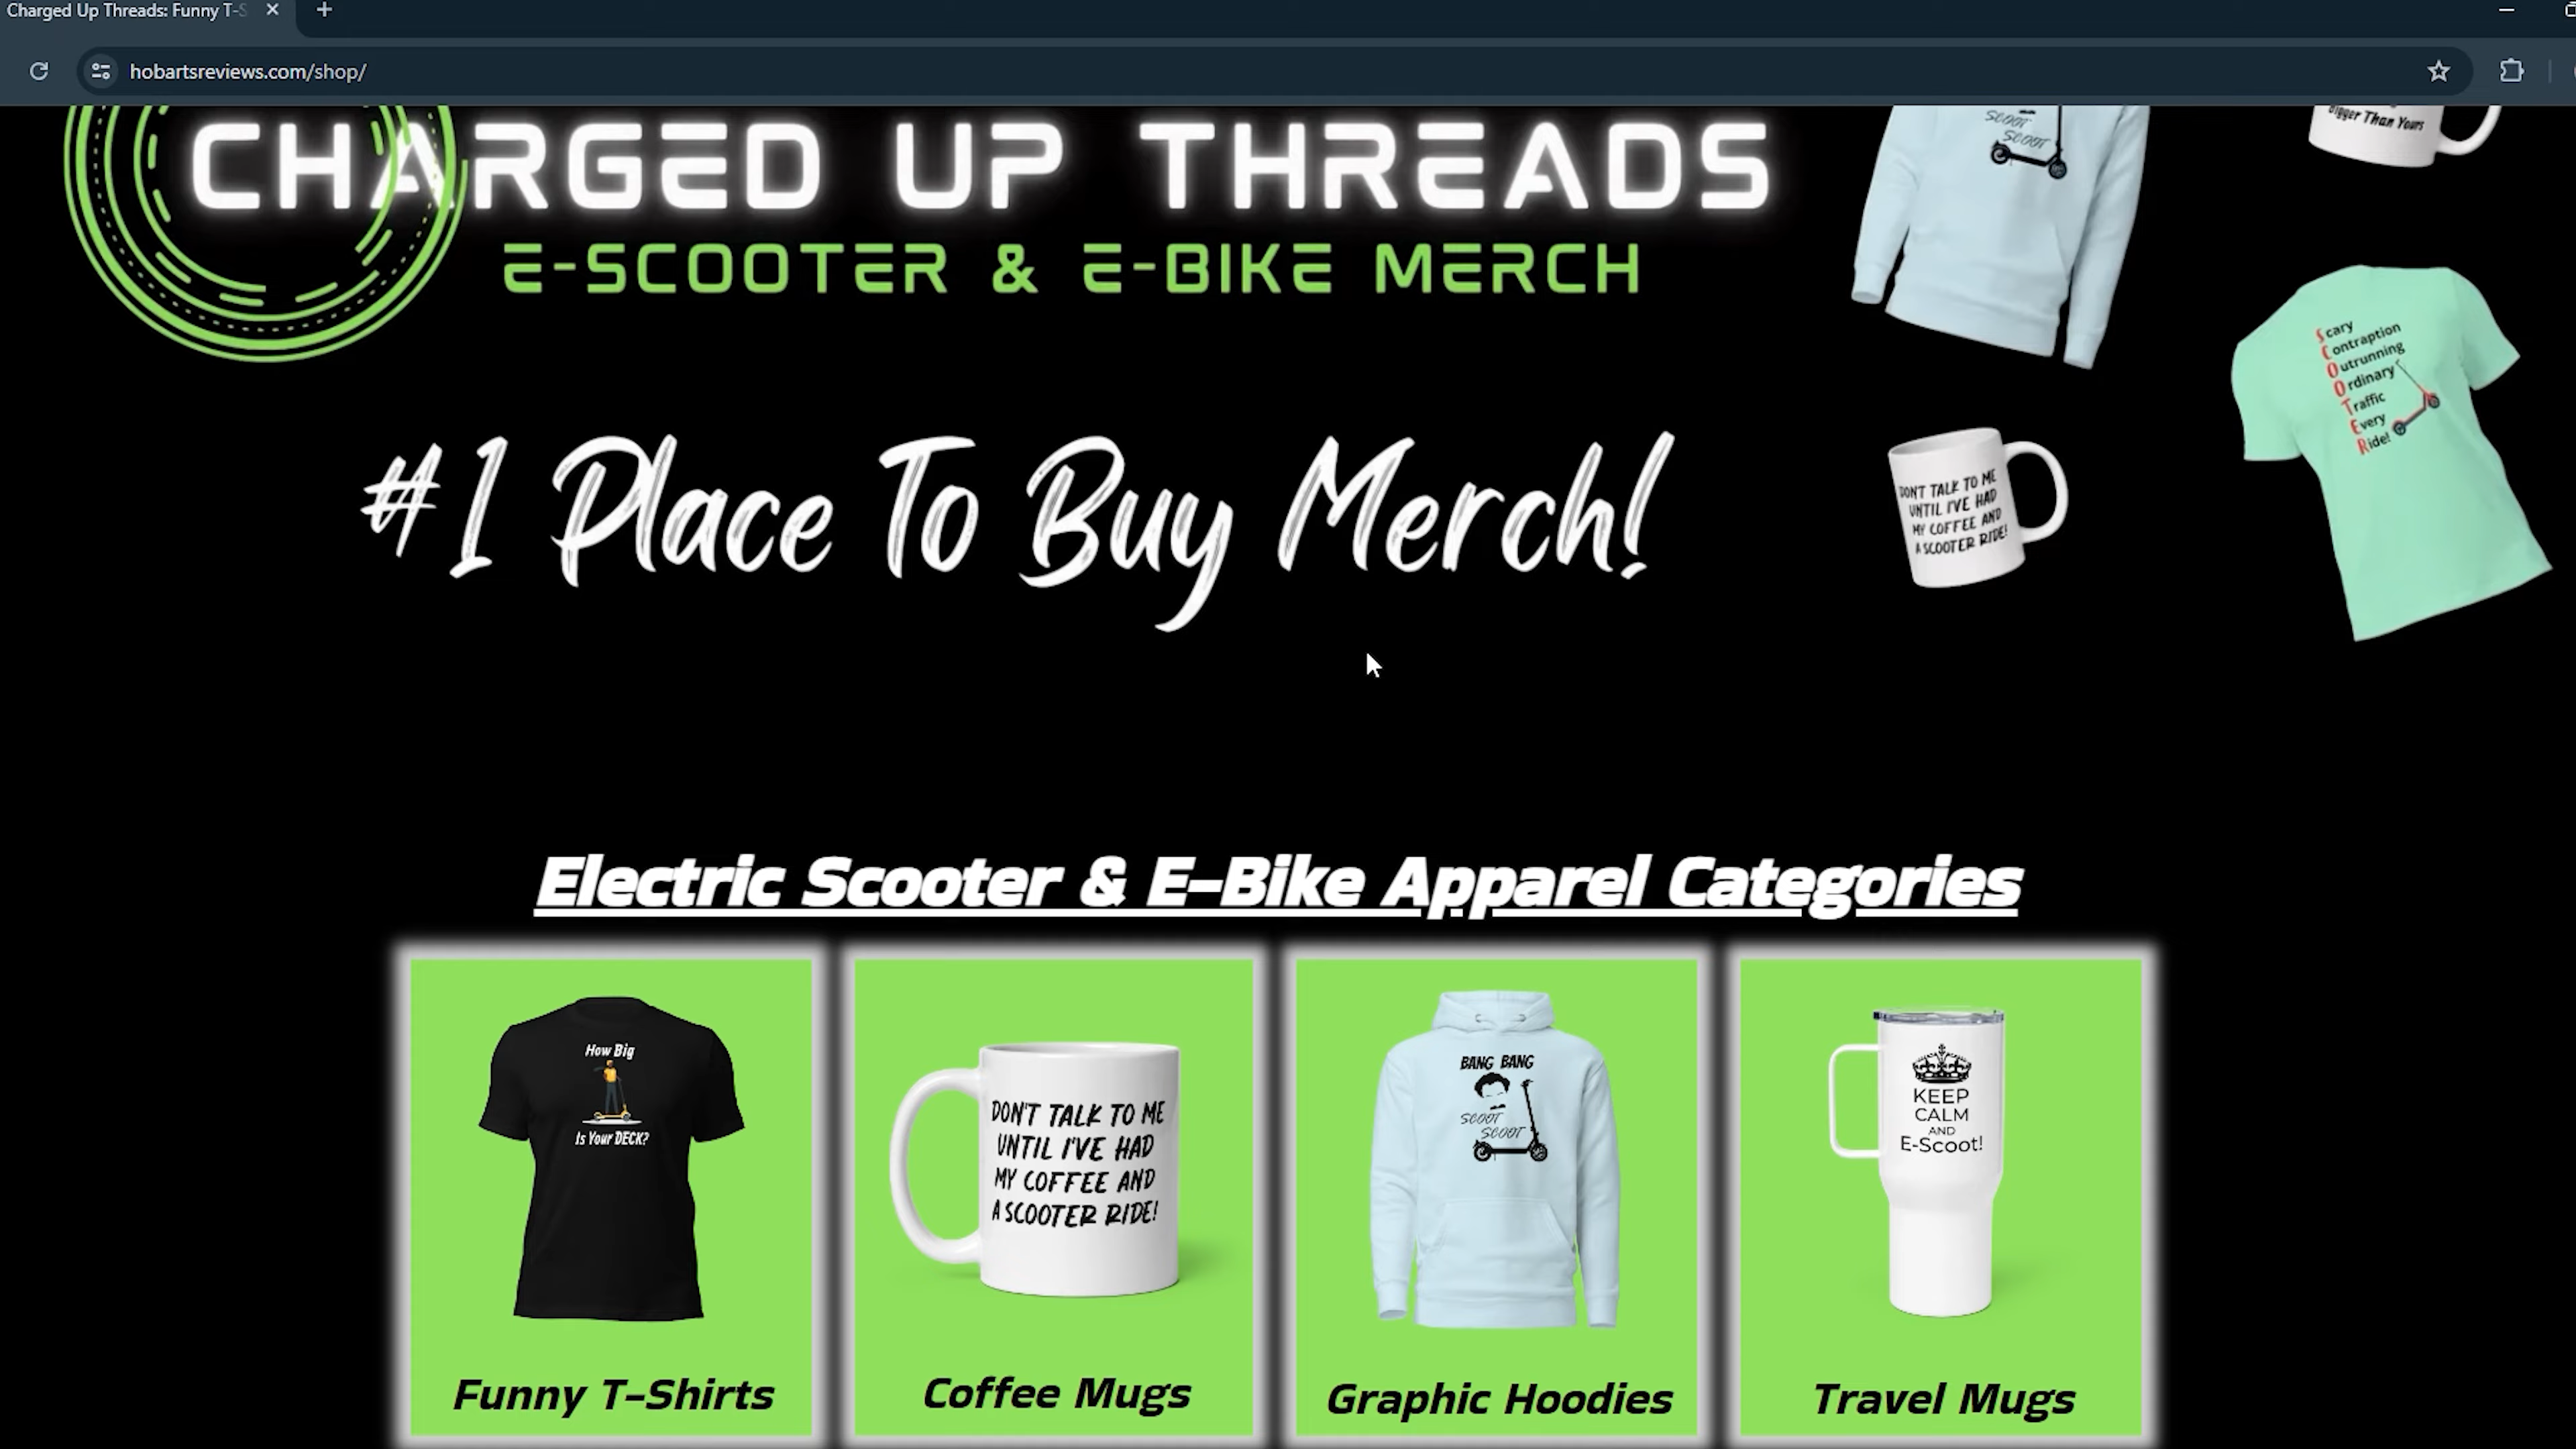 Charged Up Threads: Funny T-S
hobartsreviews.com/shop/
CHARGED UP THREADS
E-SCOOTER & E-BIKE MERCH
SCOOT
SCOOT
Bigger Than Yours
Scary
Contraption
Outrunning
Ordinary
Traffic
Every
Ride!
#1 Place To Buy Merch!
DON'T TALK TO ME
UNTIL I'VE HAD
MY COFFEE AND
A SCOOTER RIDE!
Electric Scooter & E-Bike Apparel Categories
How Big
Is Your DECK?
Funny T-Shirts
DON'T TALK TO ME
UNTIL I'VE HAD
MY COFFEE AND
A SCOOTER RIDE!
Coffee Mugs
BANG BANG
SCOOT
SCOOT
Graphic Hoodies
KEEP
CALM
AND
E-Scoot!
Travel Mugs